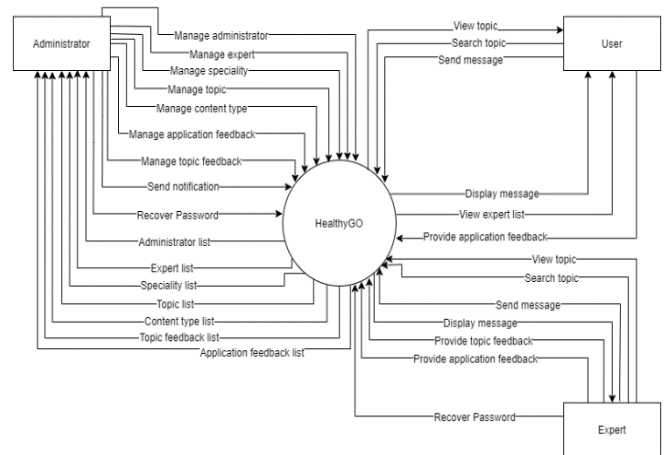 Administrator
Manage administrator
Manage expert
Manage speciality
Manage topic
Manage content type
Manage application feedback
Manage topic feedback
Send notification
Recover Password
Administrator list
Expert list
Speciality list
Topic list
Content type list
Topic feedback list
Application feedback list
HealthyGO
View topic
Search topic
Send message
User
Display message
View expert list
Provide application feedback
View topic
Search topic
Send message
Display message
Provide topic feedback
Provide application feedback
Recover Password
Expert